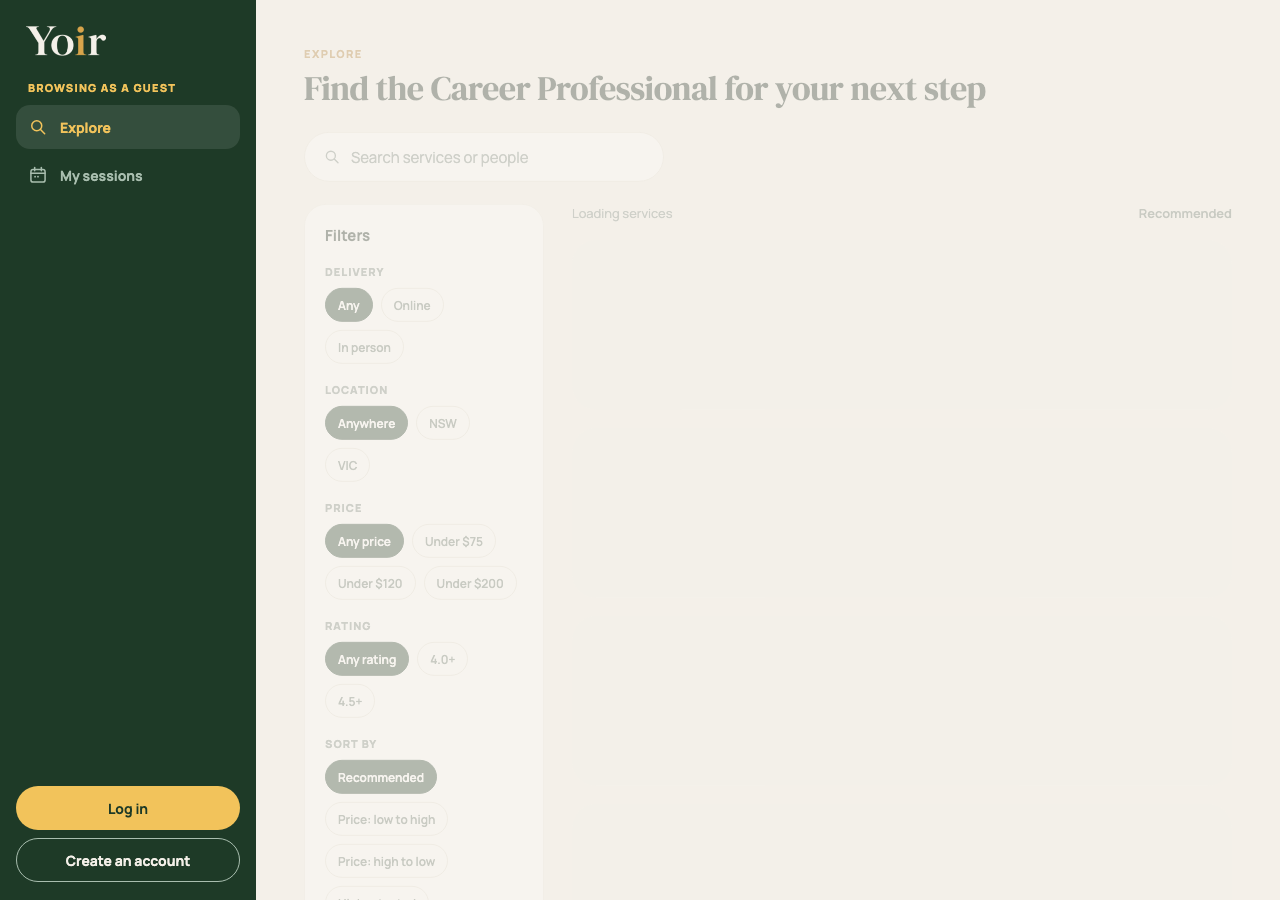 Yoir
BROWSING AS A GUEST
Explore
My sessions
Log in
Create an account
EXPLORE
Find the Career Professional for your next step
Search services or people
Filters
DELIVERY
Any
Online
In person
LOCATION
Anywhere
NSW
VIC
PRICE
Any price
Under $75
Under $120
Under $200
RATING
Any rating
4.0+
4.5+
SORT BY
Recommended
Price: low to high
Price: high to low
Loading services
Recommended